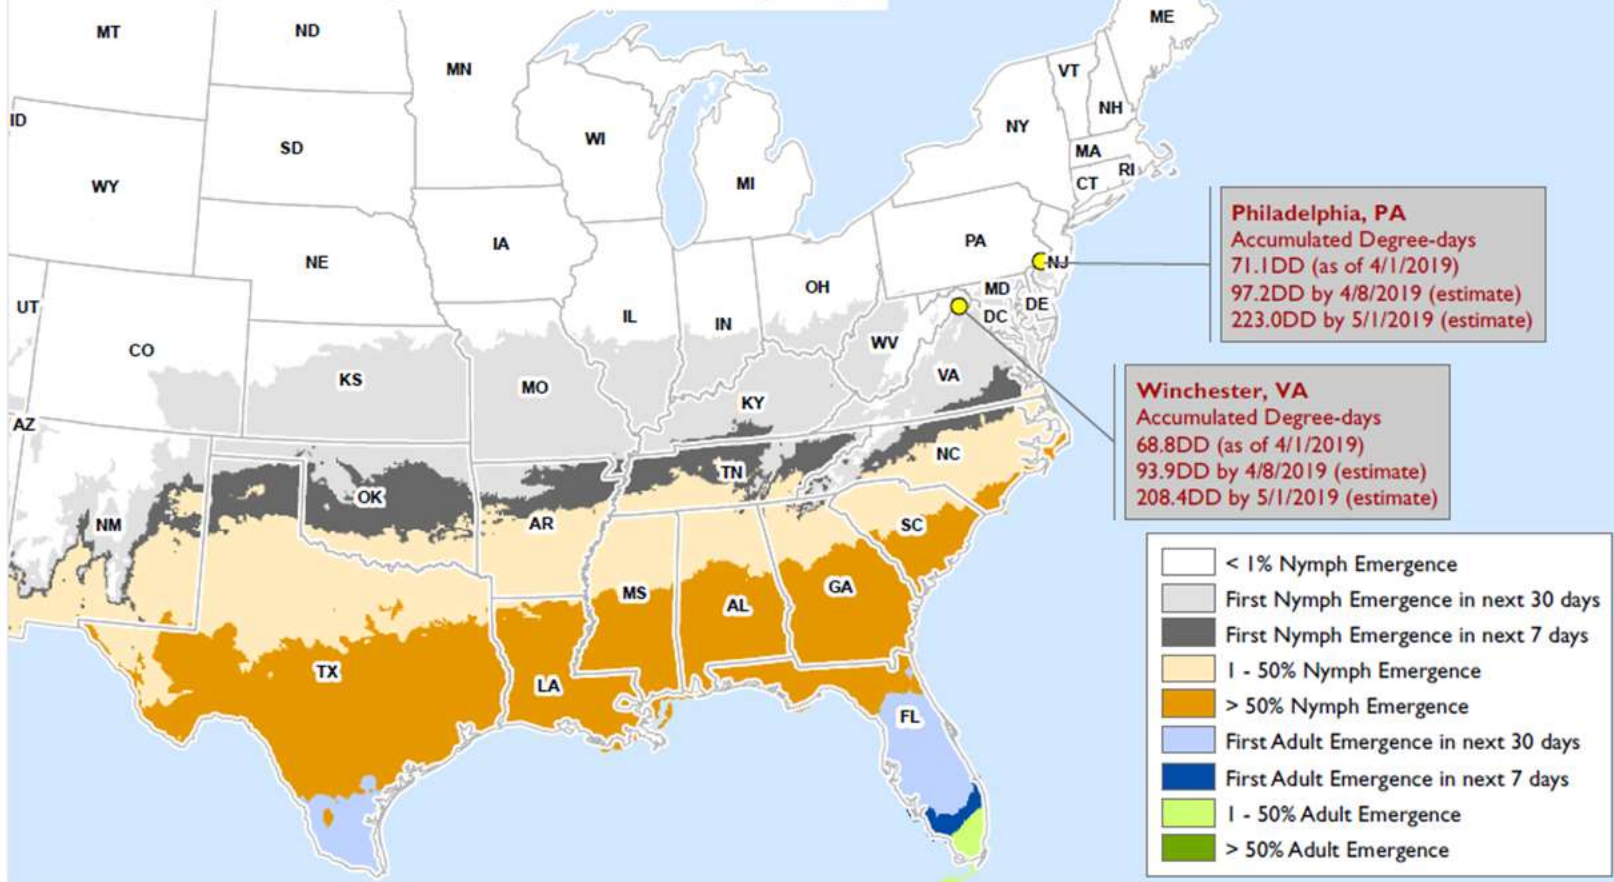 MT
ND
MN
ME
VT
NH
ID
SD
WI
NY
MA
RI
CT
WY
MI
Philadelphia, PA
Accumulated Degree-days
71.1DD (as of 4/1/2019)
97.2DD by 4/8/2019 (estimate)
223.0DD by 5/1/2019 (estimate)
IA
PA
NJ
NE
OH
MD
DE
UT
IL
IN
DC
CO
WV
KS
MO
VA
KY
Winchester, VA
Accumulated Degree-days
68.8DD (as of 4/1/2019)
93.9DD by 4/8/2019 (estimate)
208.4DD by 5/1/2019 (estimate)
AZ
NC
TN
OK
NM
AR
SC
MS
AL
GA
TX
LA
FL
< 1% Nymph Emergence
First Nymph Emergence in next 30 days
First Nymph Emergence in next 7 days
1 - 50% Nymph Emergence
> 50% Nymph Emergence
First Adult Emergence in next 30 days
First Adult Emergence in next 7 days
1 - 50% Adult Emergence
> 50% Adult Emergence